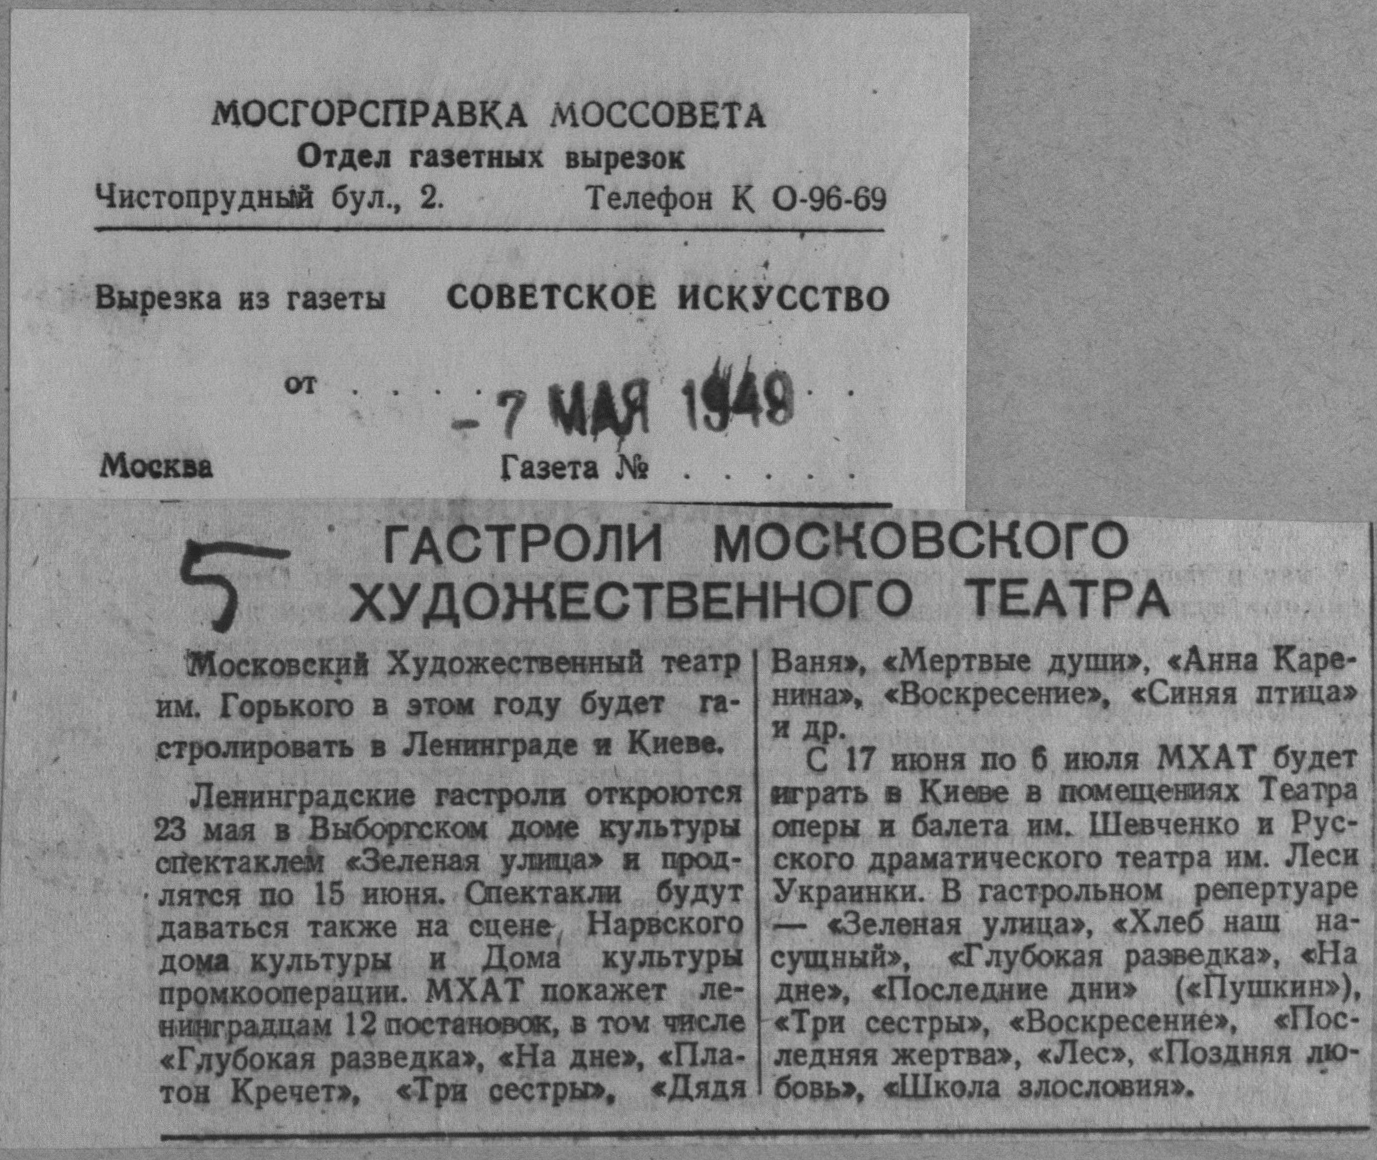 МОСГОРСПРАВКА МОССОВЕТА
Отдел газетных вырезок
Чистопрудный бул., 2. Телефон К 0-96-69
Вырезка из газеты СОВЕТСКОЕ ИСКУССТВО
от . . . . - 7 МАЯ 1949 . .
Москва Газета № . . . . .
5
ГАСТРОЛИ МОСКОВСКОГО
ХУДОЖЕСТВЕННОГО ТЕАТРА
Московский Художественный театр
им. Горького в этом году будет га-
стролировать в Ленинграде и Киеве.
Ленинградские гастроли откроются
23 мая в Выборгском доме культуры
спектаклем «Зеленая улица» и прод-
лятся по 15 июня. Спектакли будут
даваться также на сцене Нарвского
дома культуры и Дома культуры
промкооперации. МХАТ покажет ле-
нинградцам 12 постановок, в том числе
«Глубокая разведка», «На дне», «Пла-
тон Кречет», «Три сестры», «Дядя
Ваня», «Мертвые души», «Анна Каре-
нина», «Воскресение», «Синяя птица»
и др.
С 17 июня по 6 июля МХАТ будет
играть в Киеве в помещениях Театра
оперы и балета им. Шевченко и Рус-
ского драматического театра им. Леси
Украинки. В гастрольном репертуаре
— «Зеленая улица», «Хлеб наш на-
сущный», «Глубокая разведка», «На
дне», «Последние дни» («Пушкин»),
«Три сестры», «Воскресение», «Пос-
ледняя жертва», «Лес», «Поздняя лю-
бовь», «Школа злословия».